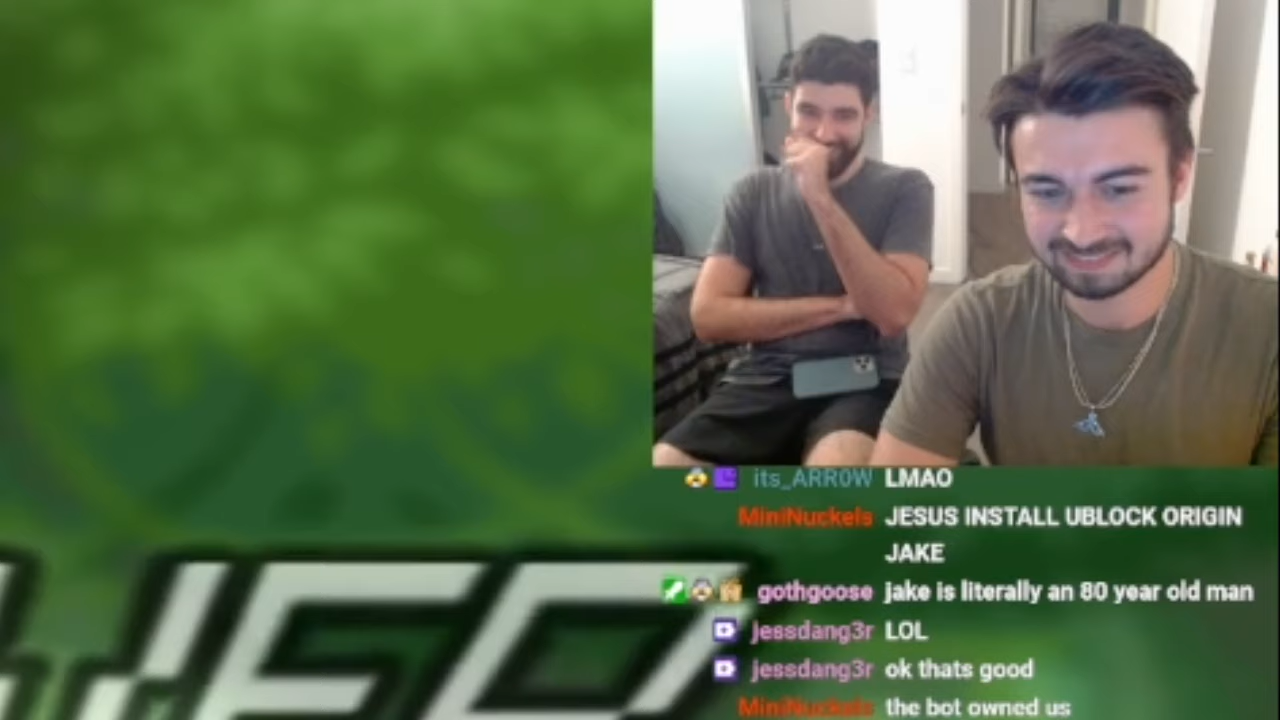 its_ARR0W LMAO
MiniNuckels JESUS INSTALL UBLOCK ORIGIN
JAKE
gothgoose jake is literally an 80 year old man
jessdang3r LOL
jessdang3r ok thats good
MiniNuckels the bot owned us